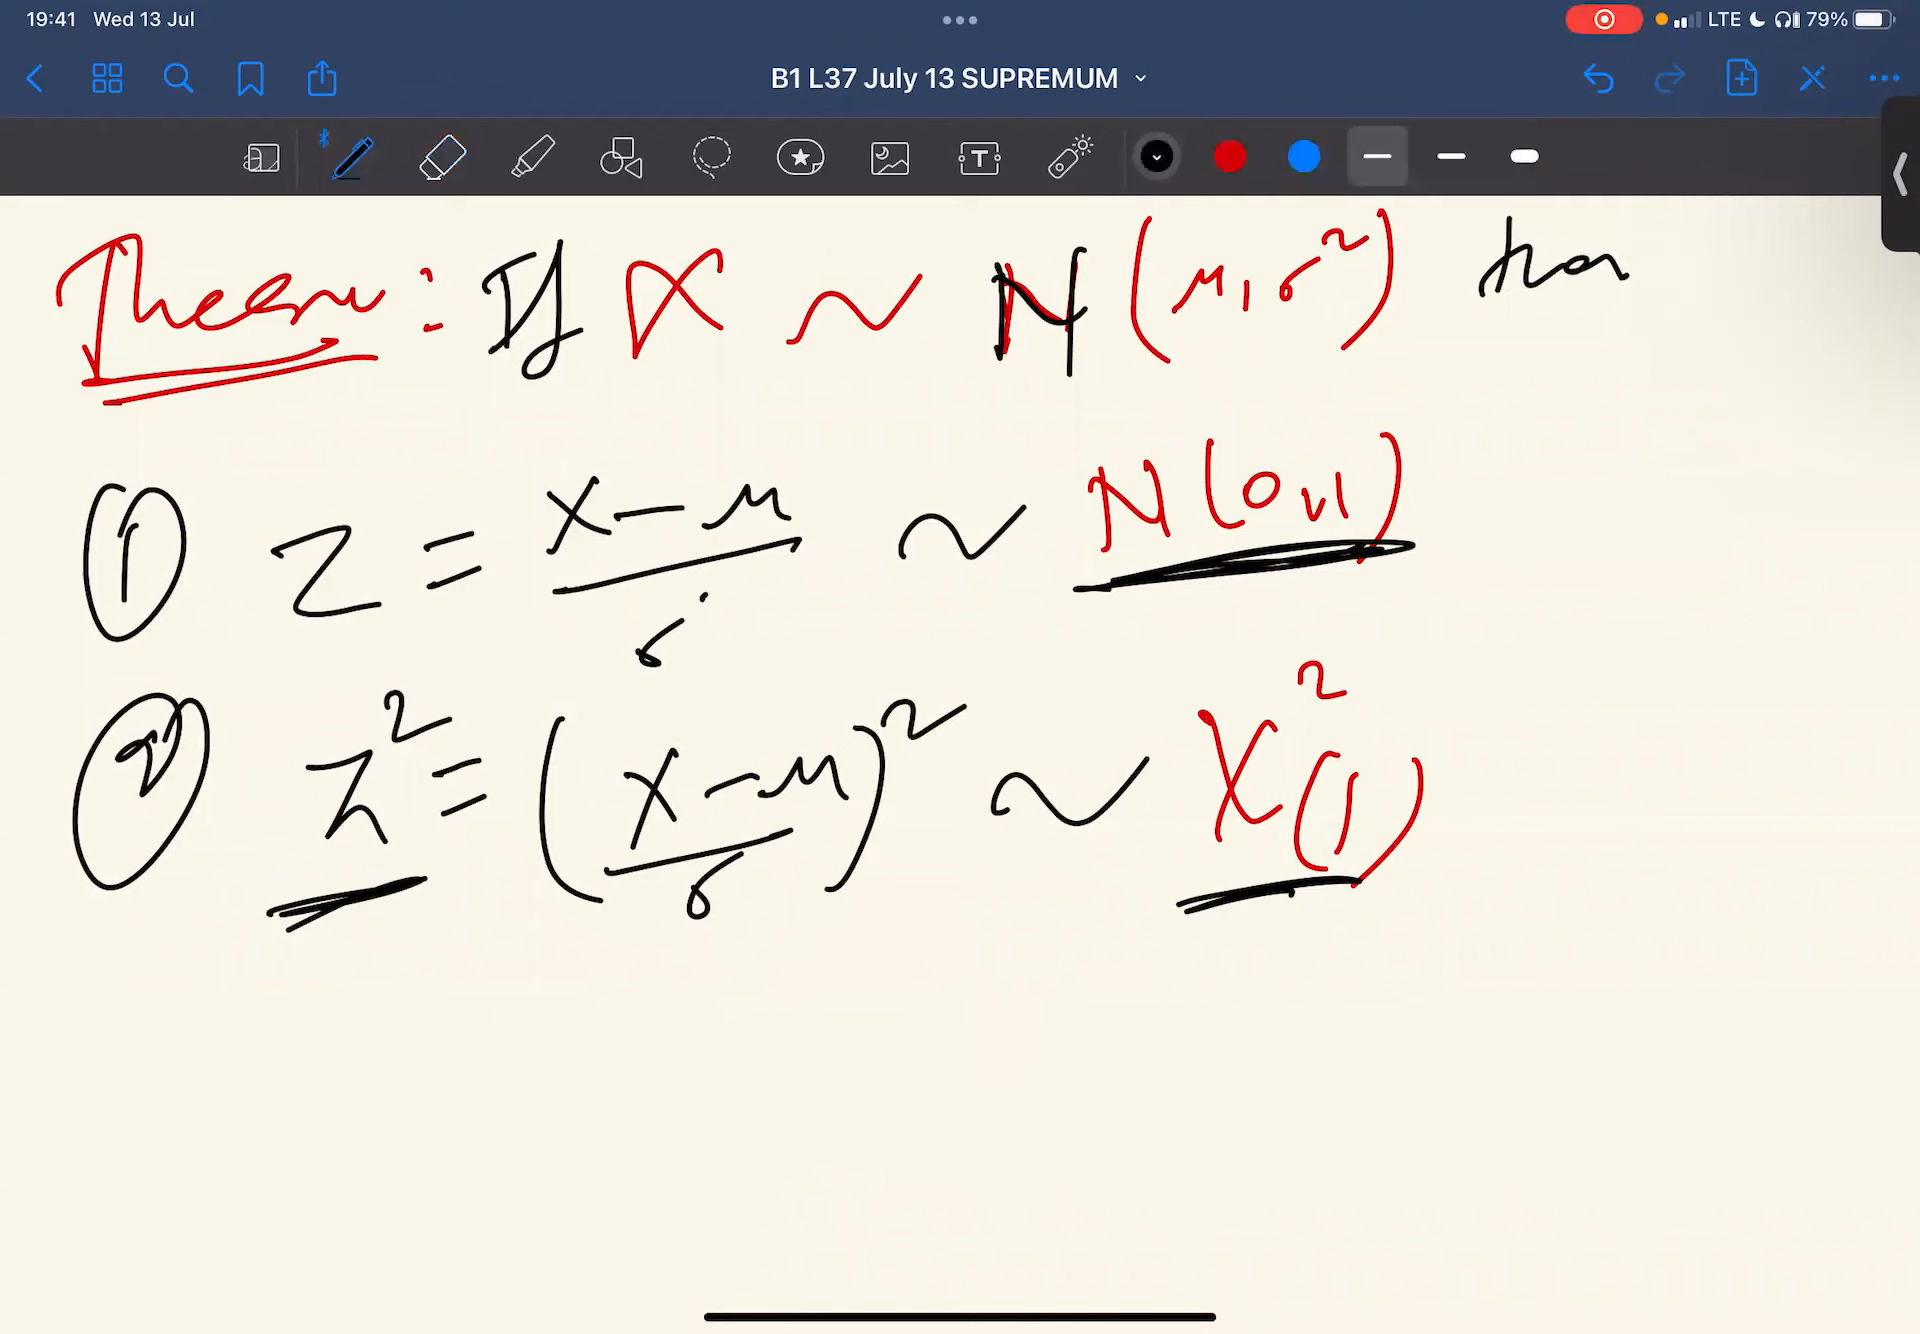 19:41 Wed 13 Jul LTE 79%
B1 L37 July 13 SUPREMUM
T
Theorem : If X ~ N (μ, σ²) then
① Z = X - μ / σ ~ N(0,1)
② Z² = (X - μ / σ)² ~ χ²(1)